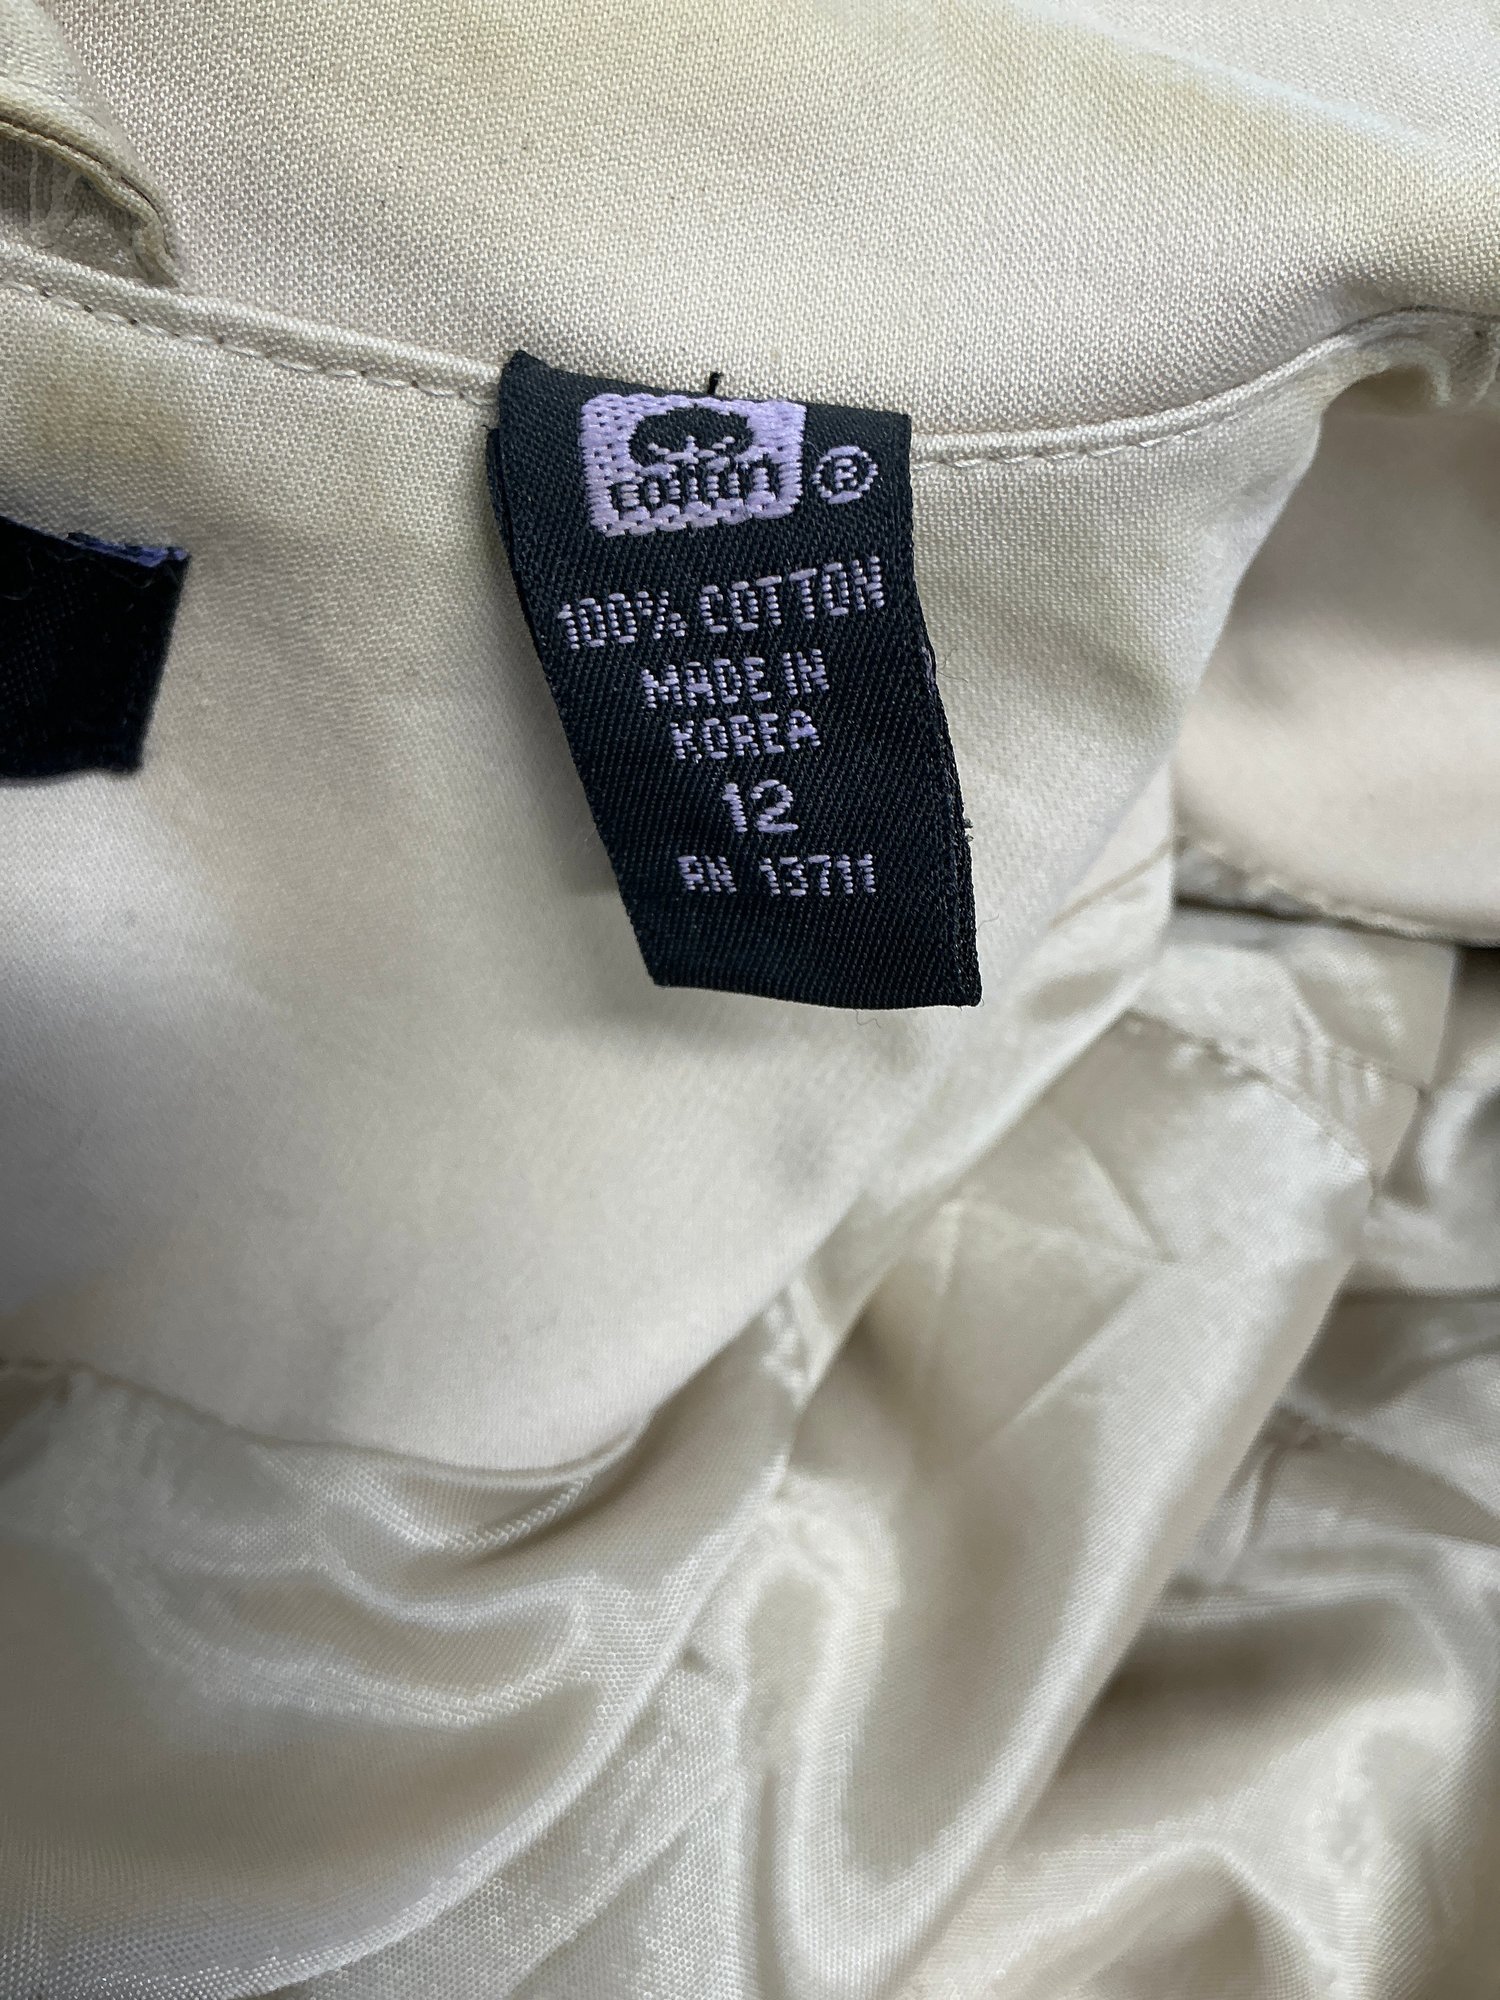 cotton ®
100% COTTON
MADE IN
KOREA
12
RN 13711